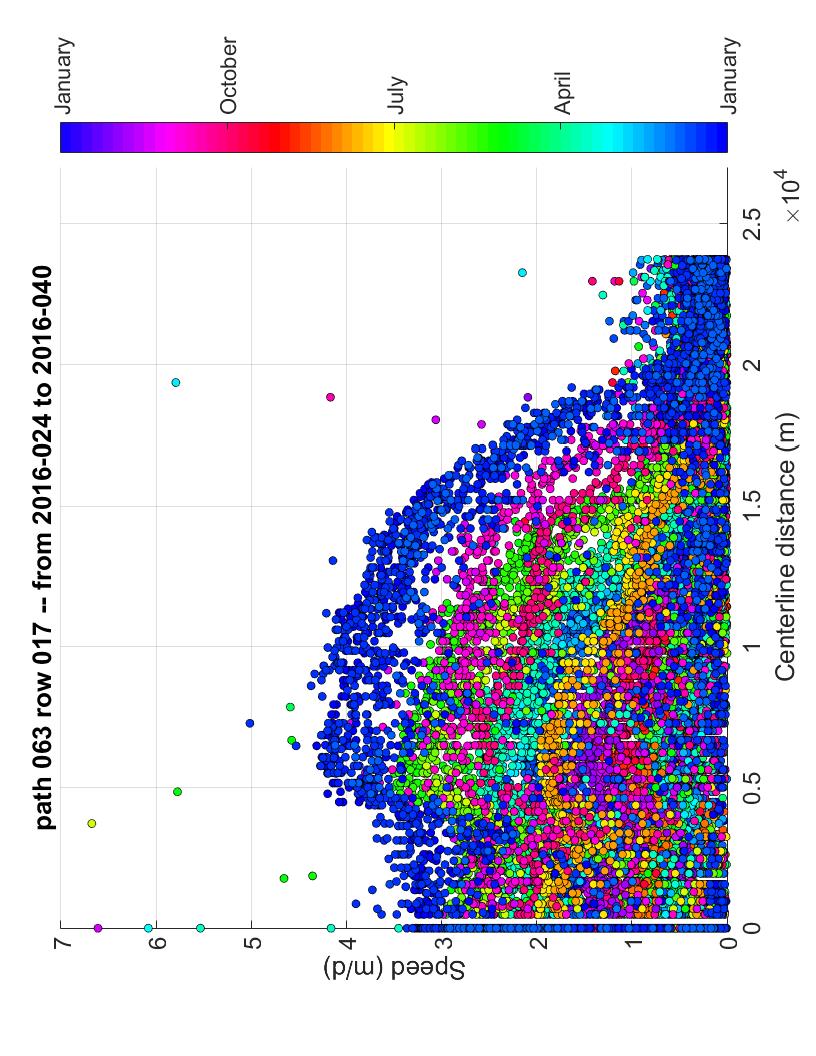 path 063 row 017 -- from 2016-024 to 2016-040
7
6
5
4
3
2
1
0
Speed (m/d)
0
0.5
1
1.5
2
2.5
×10⁴
Centerline distance (m)
January
October
July
April
January